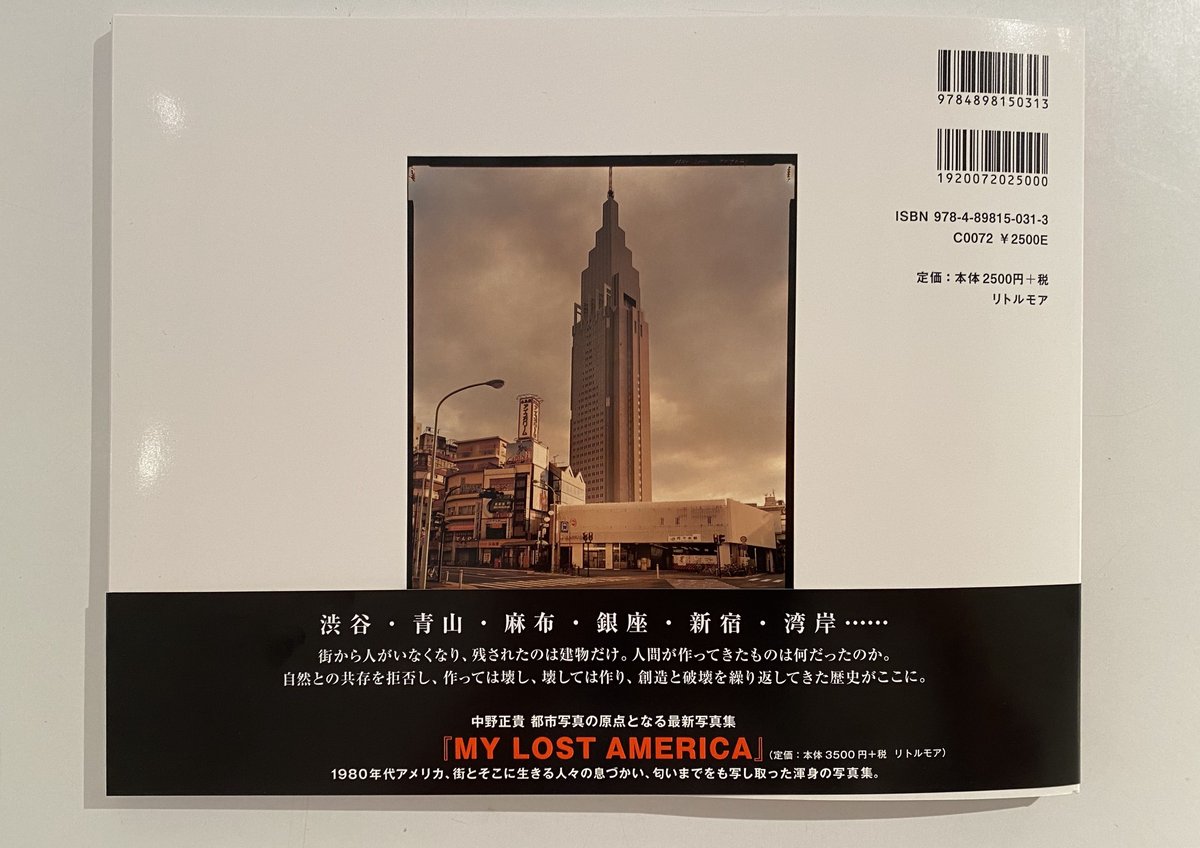 9784898150313
1920072025000
ISBN 978-4-89815-031-3
C0072 ¥2500E
定価：本体2500円＋税
リトルモア
渋谷・青山・麻布・銀座・新宿・湾岸……
街から人がいなくなり、残されたのは建物だけ。人間が作ってきたものは何だったのか。
自然との共存を拒否し、作っては壊し、壊しては作り、創造と破壊を繰り返してきた歴史がここに。
中野正貴 都市写真の原点となる最新写真集
『MY LOST AMERICA』（定価：本体3500円＋税 リトルモア）
1980年代アメリカ、街とそこに生きる人々の息づかい、匂いまでをも写し取った渾身の写真集。